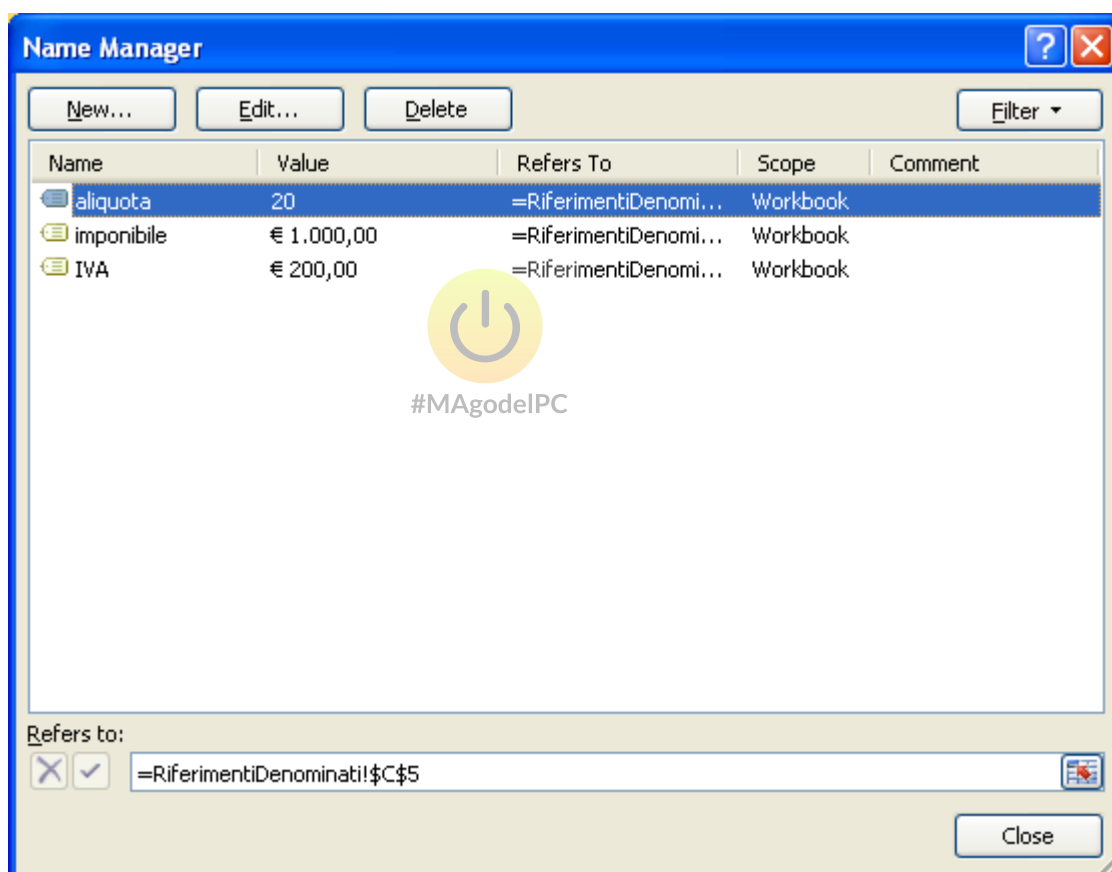 Name Manager
New... Edit... Delete Filter
Name Value Refers To Scope Comment
aliquota 20 =RiferimentiDenomi... Workbook
imponibile € 1.000,00 =RiferimentiDenomi... Workbook
IVA € 200,00 =RiferimentiDenomi... Workbook
#MAgodelPC
Refers to:
=RiferimentiDenominati!$C$5
Close